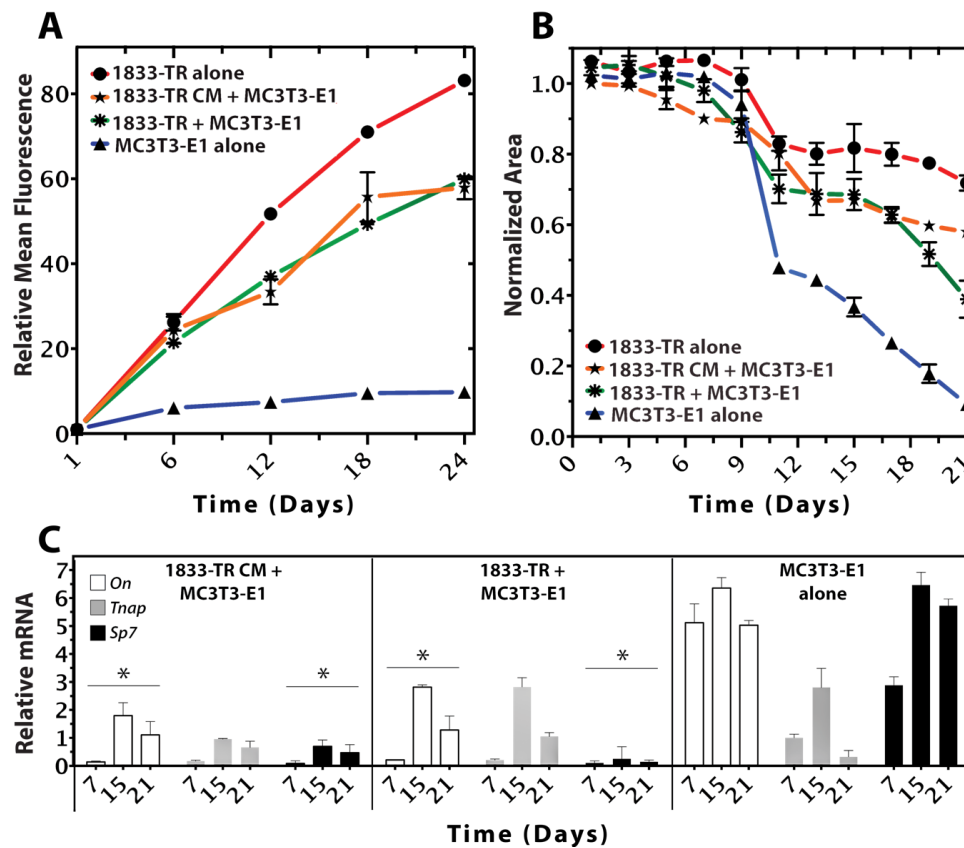 A
Relative Mean Fluorescence
80
60
40
20
0
1833-TR alone
1833-TR CM + MC3T3-E1
1833-TR + MC3T3-E1
MC3T3-E1 alone
1 6 12 18 24
Time (Days)
B
Normalized Area
1.0
0.8
0.6
0.4
0.2
0.0
1833-TR alone
1833-TR CM + MC3T3-E1
1833-TR + MC3T3-E1
MC3T3-E1 alone
0 3 6 7 9 11 13 15 17 19 21
Time (Days)
C
Relative mRNA
7
6
5
4
3
2
1
0
On
Tnap
Sp7
1833-TR CM +
MC3T3-E1
* *
7 15 21 7 15 21 7 15 21
1833-TR +
MC3T3-E1
* *
7 15 21 7 15 21 7 15 21
MC3T3-E1
alone
7 15 21 7 15 21 7 15 21
Time (Days)